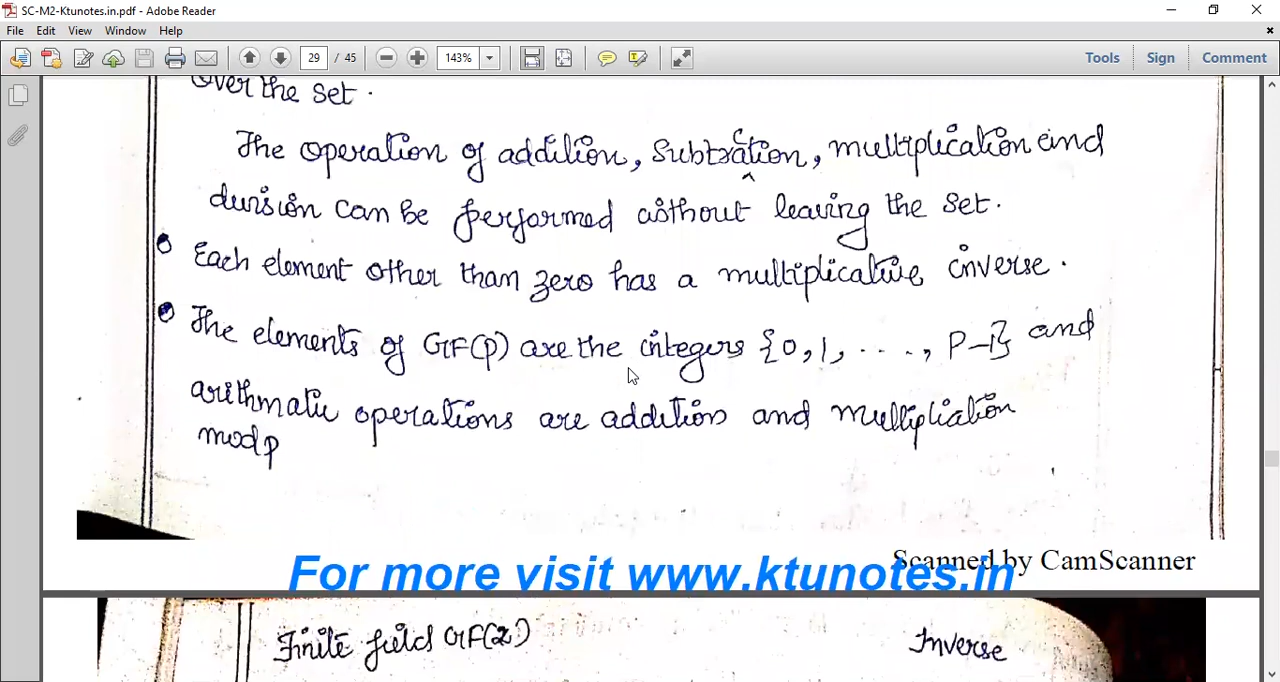 SC-M2-Ktunotes.in.pdf - Adobe Reader
File Edit View Window Help
29 / 45 143% Tools Sign Comment
over the set.
The operation of addition, subtraction, multiplication and
division can be performed without leaving the set.
Each element other than zero has a multiplicative inverse.
The elements of GF(p) are the integers {0,1,....,P-1} and
arithmatic operations are addition and multipliation
mod p
Scanned by CamScanner
For more visit www.ktunotes.in
Finite field GF(2) Inverse